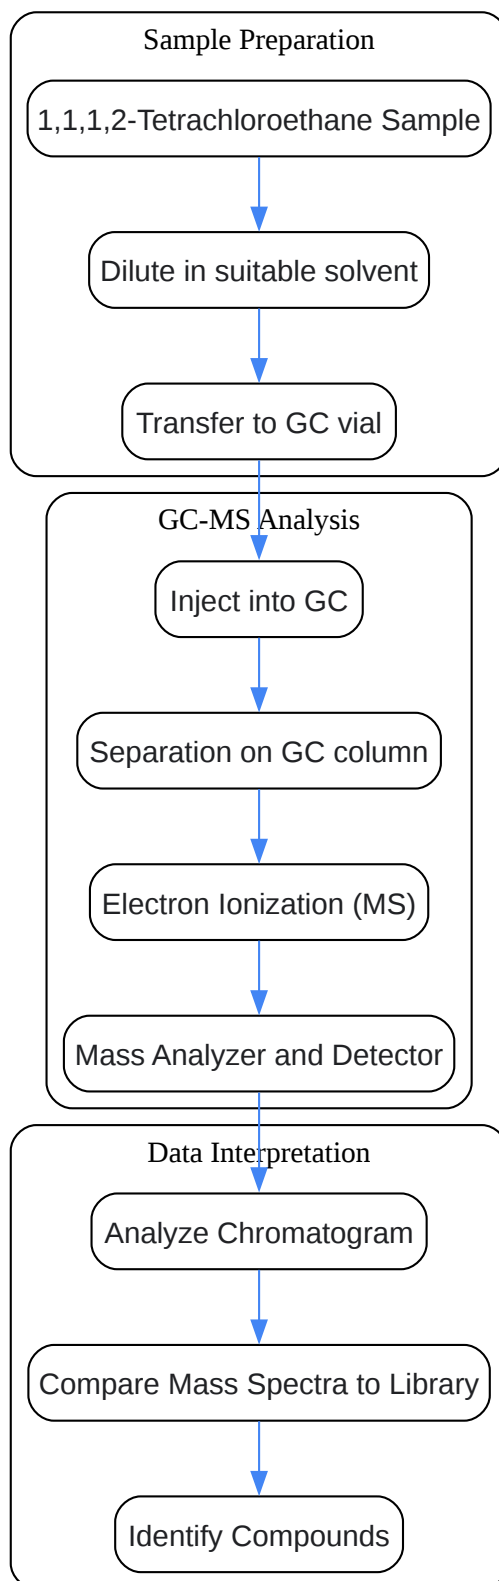 Sample Preparation
1,1,1,2-Tetrachloroethane Sample
Dilute in suitable solvent
Transfer to GC vial
GC-MS Analysis
Inject into GC
Separation on GC column
Electron Ionization (MS)
Mass Analyzer and Detector
Data Interpretation
Analyze Chromatogram
Compare Mass Spectra to Library
Identify Compounds